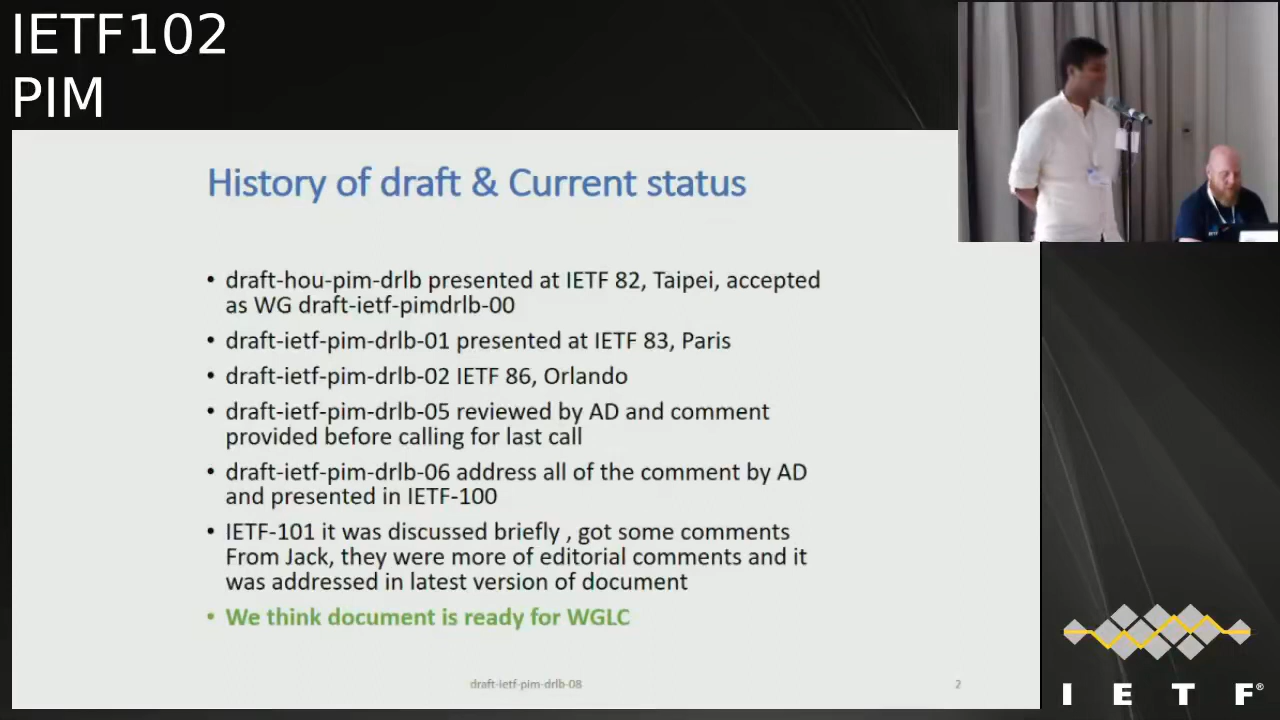 IETF102
PIM
History of draft & Current status
• draft-hou-pim-drlb presented at IETF 82, Taipei, accepted
as WG draft-ietf-pimdrlb-00
• draft-ietf-pim-drlb-01 presented at IETF 83, Paris
• draft-ietf-pim-drlb-02 IETF 86, Orlando
• draft-ietf-pim-drlb-05 reviewed by AD and comment
provided before calling for last call
• draft-ietf-pim-drlb-06 address all of the comment by AD
and presented in IETF-100
• IETF-101 it was discussed briefly , got some comments
From Jack, they were more of editorial comments and it
was addressed in latest version of document
• We think document is ready for WGLC
draft-ietf-pim-drlb-08
2
I E T F®